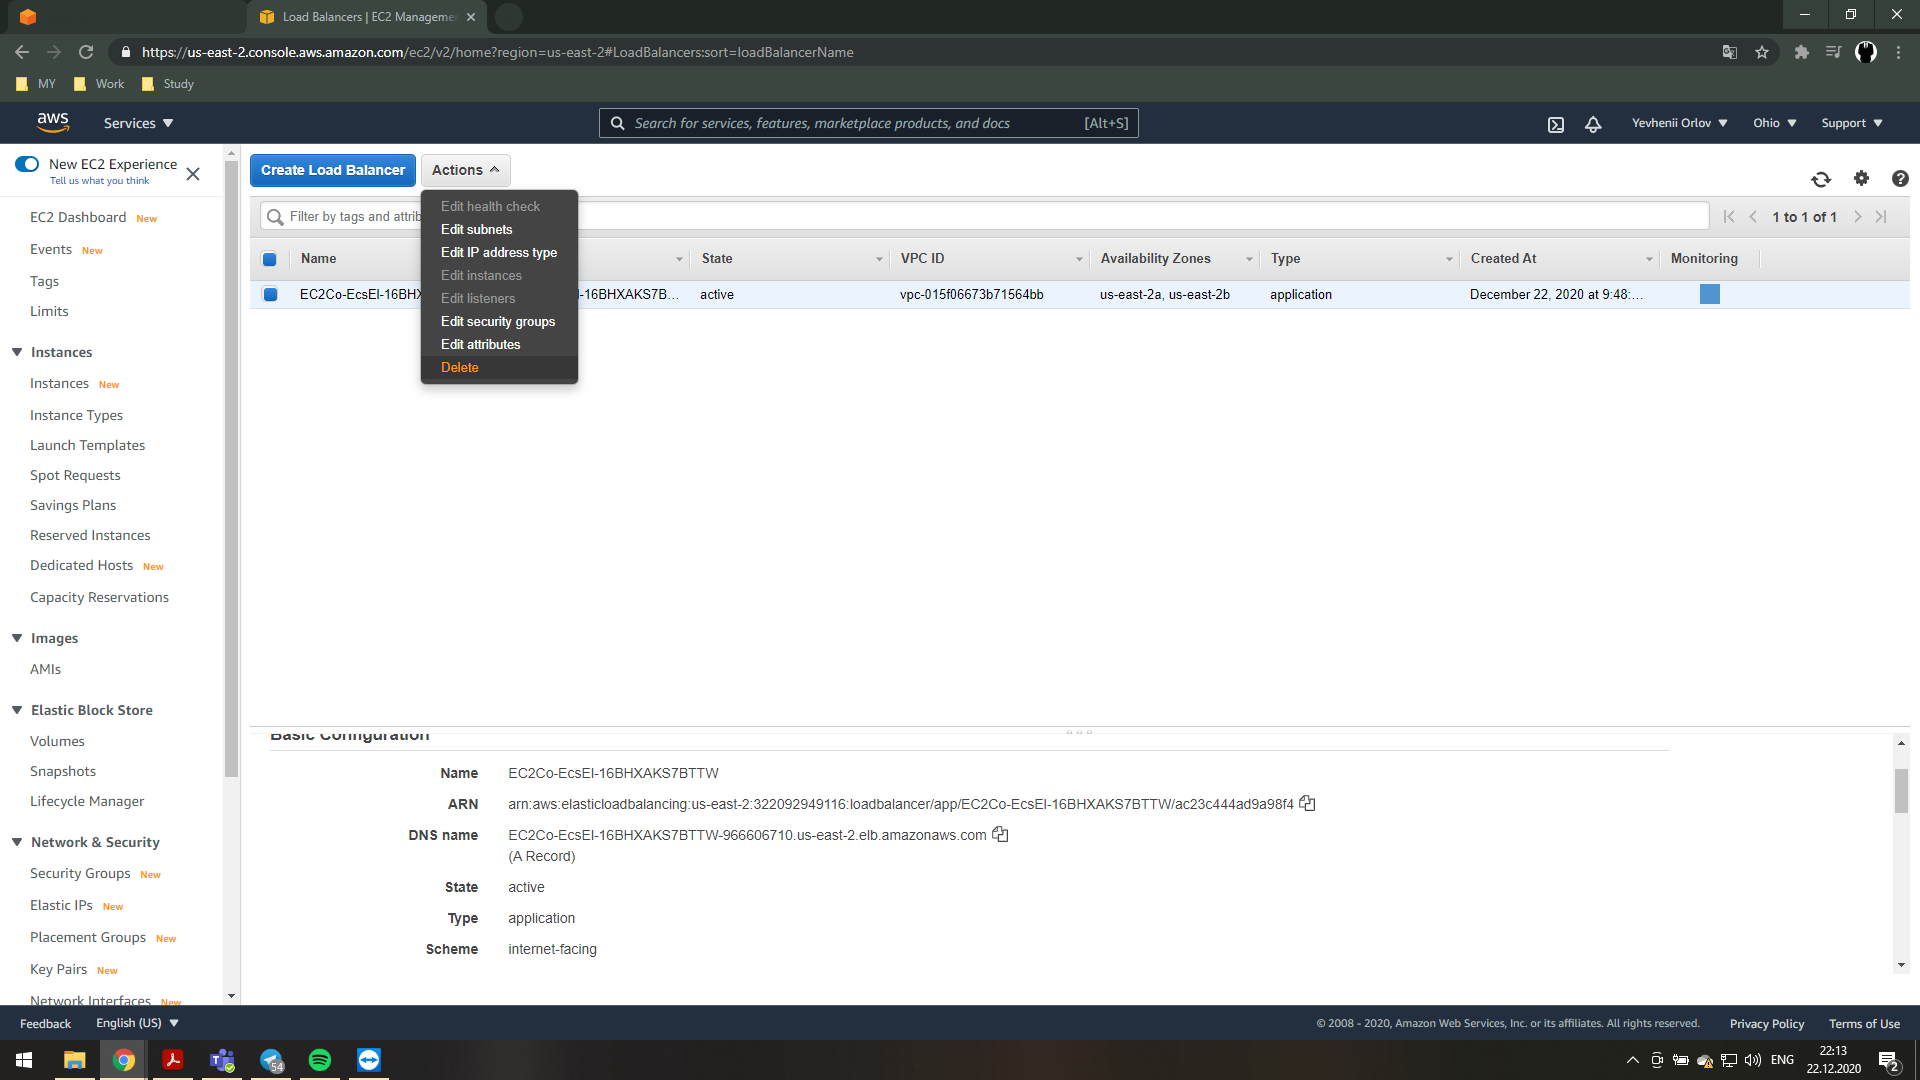 Load Balancers | EC2 Manageme
https://us-east-2.console.aws.amazon.com/ec2/v2/home?region=us-east-2#LoadBalancers:sort=loadBalancerName
MY
Work
Study
aws
Services
Search for services, features, marketplace products, and docs
[Alt+S]
Yevhenii Orlov
Ohio
Support
New EC2 Experience
Tell us what you think
EC2 Dashboard New
Events New
Tags
Limits
Instances
Instances New
Instance Types
Launch Templates
Spot Requests
Savings Plans
Reserved Instances
Dedicated Hosts New
Capacity Reservations
Images
AMIs
Elastic Block Store
Volumes
Snapshots
Lifecycle Manager
Network & Security
Security Groups New
Elastic IPs New
Placement Groups New
Key Pairs New
Network Interfaces New
Create Load Balancer
Actions
Edit health check
Edit subnets
Edit IP address type
Edit instances
Edit listeners
Edit security groups
Edit attributes
Delete
Filter by tags and attrib
1 to 1 of 1
Name
State
VPC ID
Availability Zones
Type
Created At
Monitoring
EC2Co-EcsEl-16BHX
-16BHXAKS7B...
active
vpc-015f06673b71564bb
us-east-2a, us-east-2b
application
December 22, 2020 at 9:48:...
Basic Configuration
Name EC2Co-EcsEl-16BHXAKS7BTTW
ARN arn:aws:elasticloadbalancing:us-east-2:322092949116:loadbalancer/app/EC2Co-EcsEl-16BHXAKS7BTTW/ac23c444ad9a98f4
DNS name EC2Co-EcsEl-16BHXAKS7BTTW-966606710.us-east-2.elb.amazonaws.com
(A Record)
State active
Type application
Scheme internet-facing
Feedback
English (US)
© 2008 - 2020, Amazon Web Services, Inc. or its affiliates. All rights reserved.
Privacy Policy
Terms of Use
54
ENG
22:13
22.12.2020
2